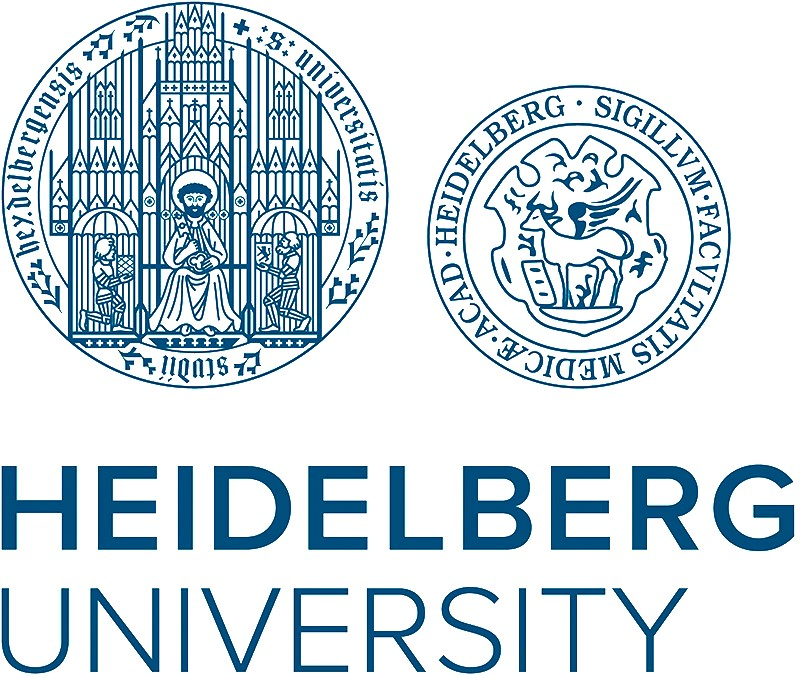 :s: universitatis studii heydelbergensis
SIGILLVM · FACVLTATIS MEDICÆ · ACAD · HEIDELBERG ·
HEIDELBERG
UNIVERSITY